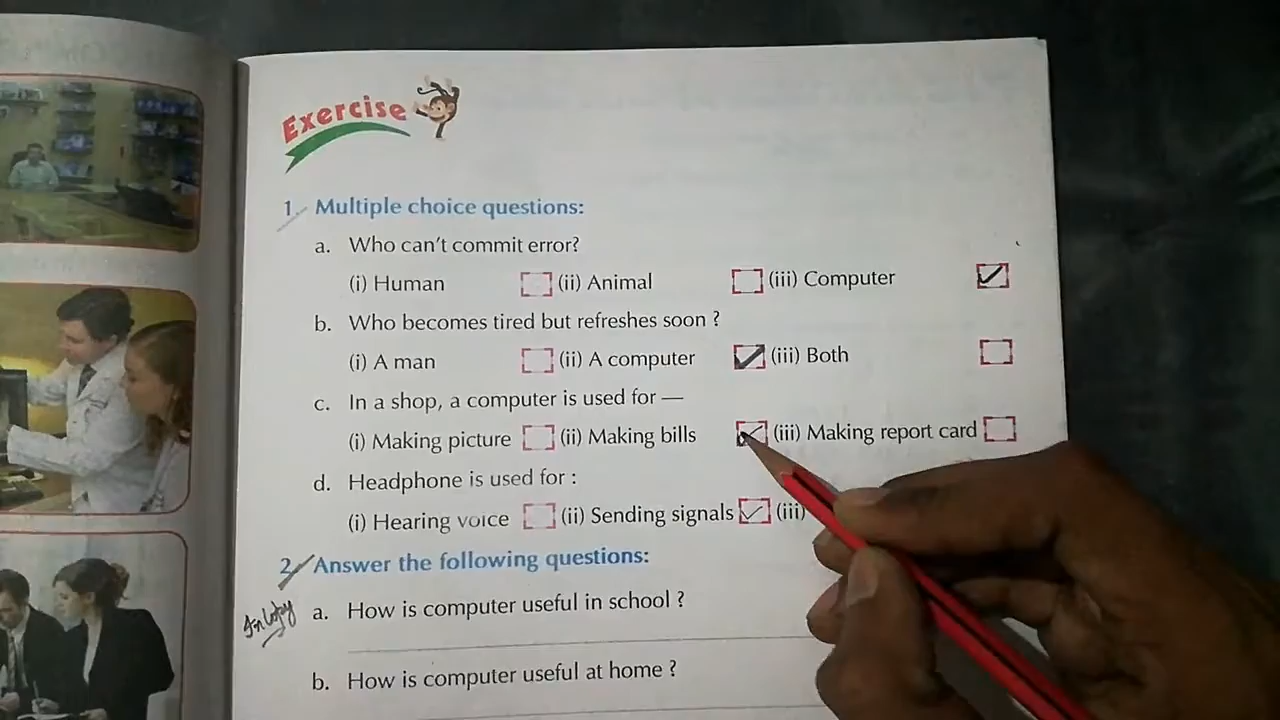 Exercise
1. Multiple choice questions:
a. Who can't commit error?
(i) Human (ii) Animal (iii) Computer
b. Who becomes tired but refreshes soon ?
(i) A man (ii) A computer (iii) Both
c. In a shop, a computer is used for —
(i) Making picture (ii) Making bills (iii) Making report card
d. Headphone is used for :
(i) Hearing voice (ii) Sending signals (iii)
2. Answer the following questions:
a. How is computer useful in school ?
b. How is computer useful at home ?